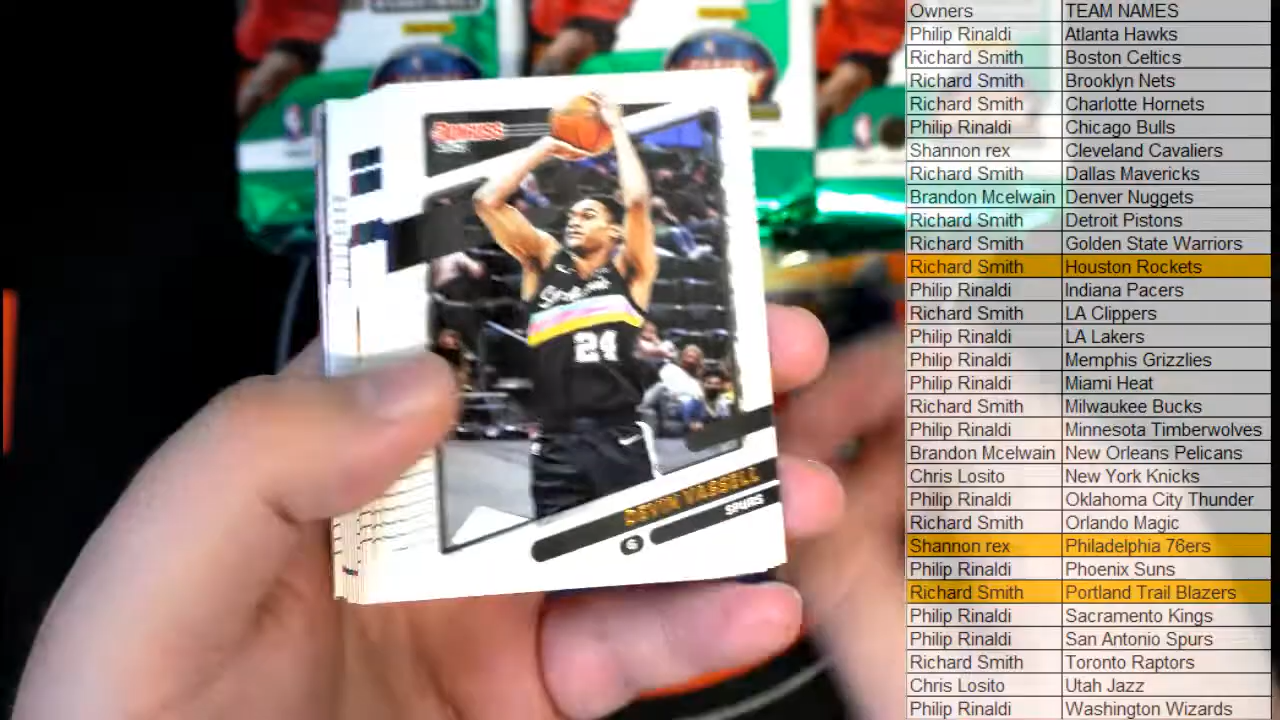 DONRUSS
24
DEVIN VASSELL
SPURS
G
Owners TEAM NAMES
Philip Rinaldi Atlanta Hawks
Richard Smith Boston Celtics
Richard Smith Brooklyn Nets
Richard Smith Charlotte Hornets
Philip Rinaldi Chicago Bulls
Shannon rex Cleveland Cavaliers
Richard Smith Dallas Mavericks
Brandon Mcelwain Denver Nuggets
Richard Smith Detroit Pistons
Richard Smith Golden State Warriors
Richard Smith Houston Rockets
Philip Rinaldi Indiana Pacers
Richard Smith LA Clippers
Philip Rinaldi LA Lakers
Philip Rinaldi Memphis Grizzlies
Philip Rinaldi Miami Heat
Richard Smith Milwaukee Bucks
Philip Rinaldi Minnesota Timberwolves
Brandon Mcelwain New Orleans Pelicans
Chris Losito New York Knicks
Philip Rinaldi Oklahoma City Thunder
Richard Smith Orlando Magic
Shannon rex Philadelphia 76ers
Philip Rinaldi Phoenix Suns
Richard Smith Portland Trail Blazers
Philip Rinaldi Sacramento Kings
Philip Rinaldi San Antonio Spurs
Richard Smith Toronto Raptors
Chris Losito Utah Jazz
Philip Rinaldi Washington Wizards